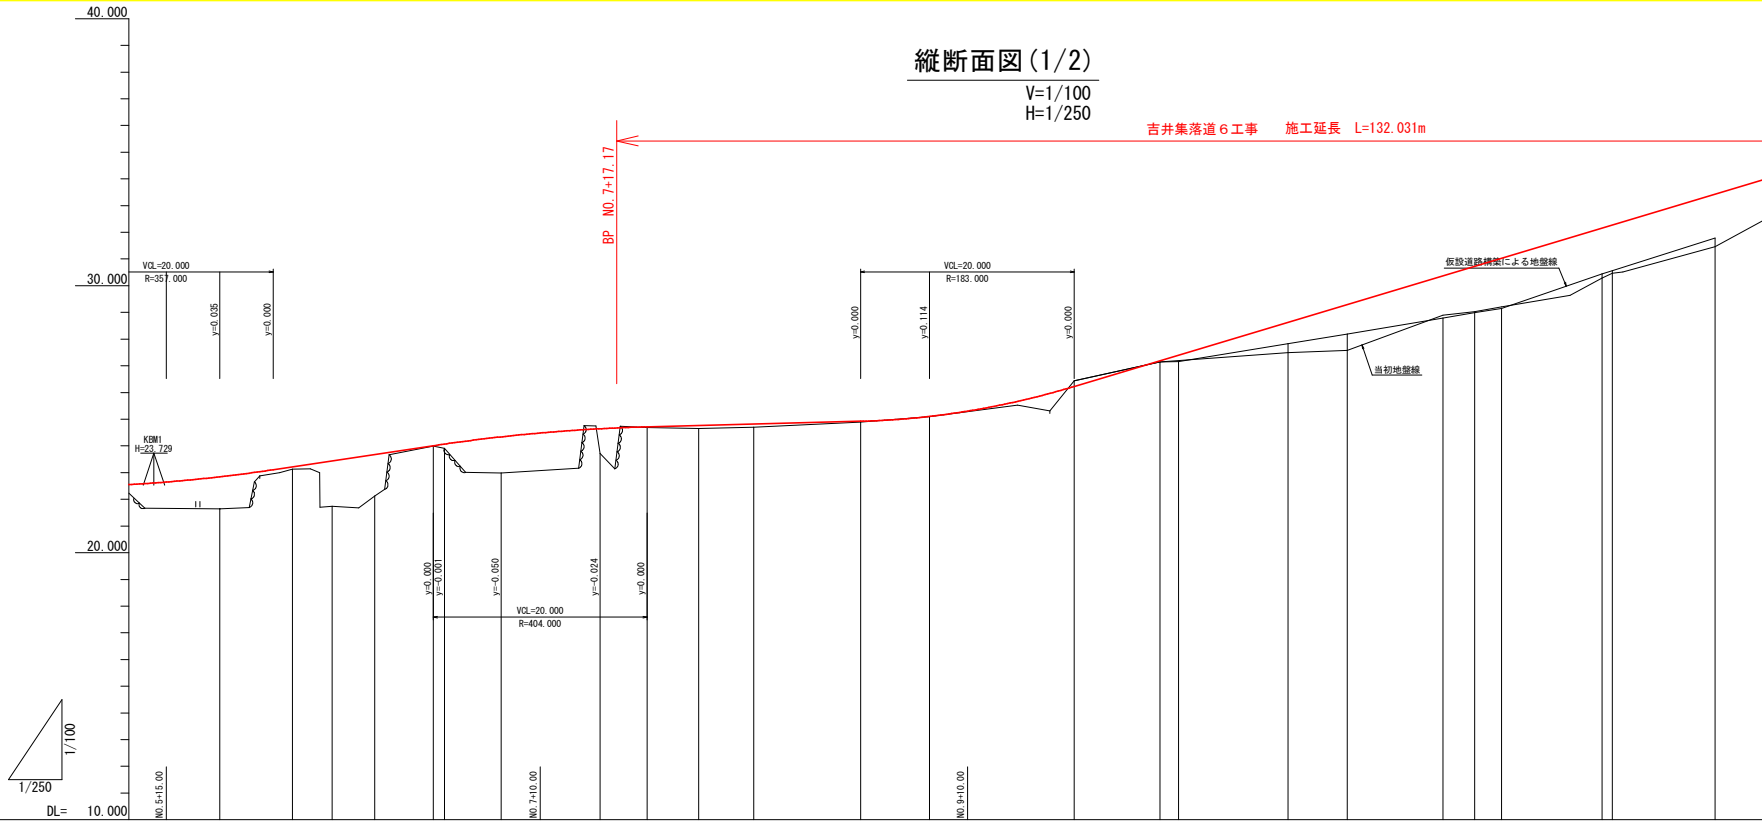 40.000
縦断面図(1/2)
V=1/100
H=1/250
吉井集落道６工事　施工延長　L=132.031m
BP　NO.7+17.17
VCL=20.000
R=357.000
30.000
y=0.035
y=0.000
VCL=20.000
R=183.000
y=0.000
y=0.114
y=0.000
仮設道路構築による地盤線
当初地盤線
KBM1
H=23.729
20.000
y=0.000
y=-0.001
y=-0.050
y=-0.024
y=0.000
VCL=20.000
R=404.000
1/100
1/250
DL=　10.000
NO.5+15.00
NO.7+10.00
NO.9+10.00